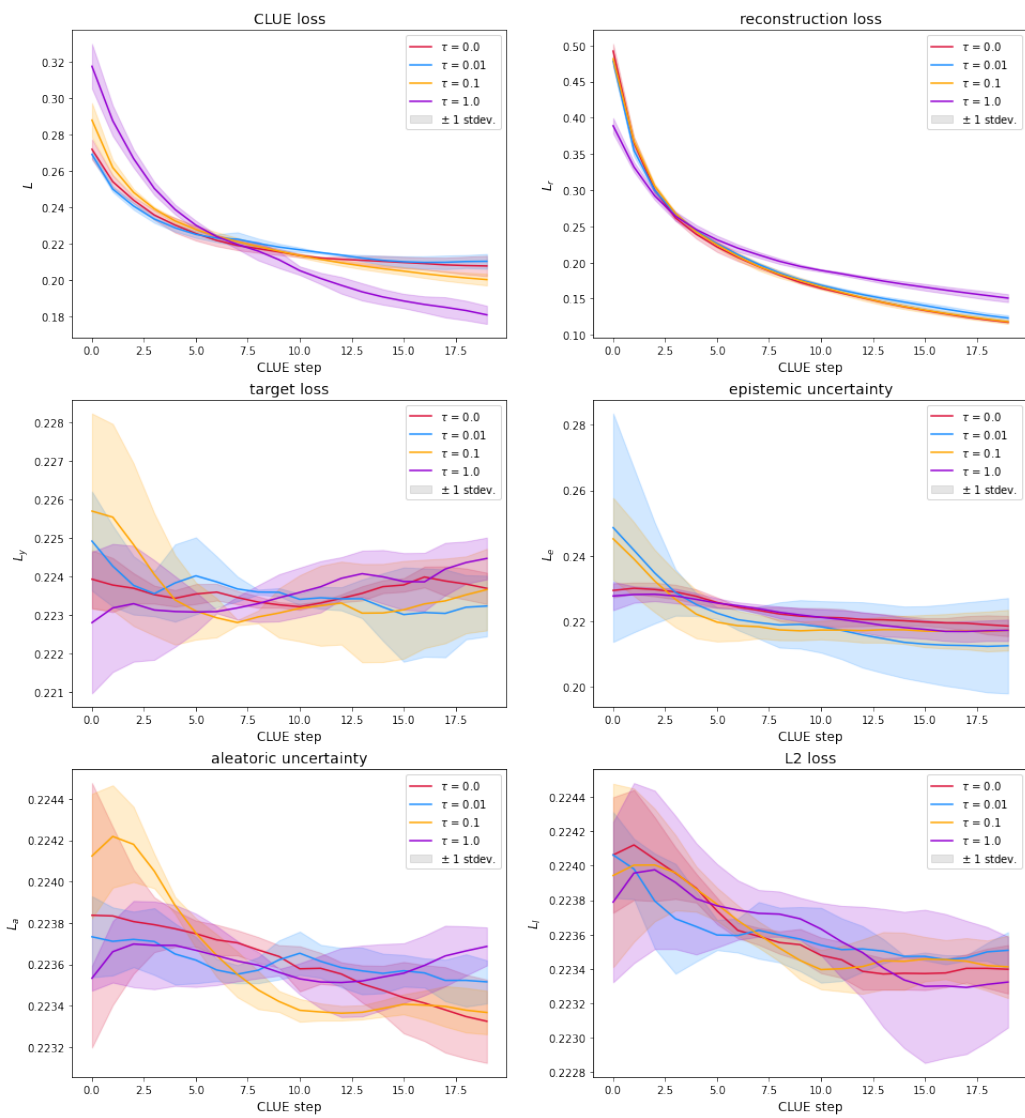 CLUE loss
L
0.32
0.30
0.28
0.26
0.24
0.22
0.20
0.18
τ = 0.0
τ = 0.01
τ = 0.1
τ = 1.0
± 1 stdev.
0.0 2.5 5.0 7.5 10.0 12.5 15.0 17.5
CLUE step
reconstruction loss
L_r
0.50
0.45
0.40
0.35
0.30
0.25
0.20
0.15
0.10
τ = 0.0
τ = 0.01
τ = 0.1
τ = 1.0
± 1 stdev.
0.0 2.5 5.0 7.5 10.0 12.5 15.0 17.5
CLUE step
target loss
L_y
0.228
0.227
0.226
0.225
0.224
0.223
0.222
0.221
τ = 0.0
τ = 0.01
τ = 0.1
τ = 1.0
± 1 stdev.
0.0 2.5 5.0 7.5 10.0 12.5 15.0 17.5
CLUE step
epistemic uncertainty
L_e
0.28
0.26
0.24
0.22
0.20
τ = 0.0
τ = 0.01
τ = 0.1
τ = 1.0
± 1 stdev.
0.0 2.5 5.0 7.5 10.0 12.5 15.0 17.5
CLUE step
aleatoric uncertainty
L_a
0.2244
0.2242
0.2240
0.2238
0.2236
0.2234
0.2232
τ = 0.0
τ = 0.01
τ = 0.1
τ = 1.0
± 1 stdev.
0.0 2.5 5.0 7.5 10.0 12.5 15.0 17.5
CLUE step
L2 loss
L_l
0.2244
0.2242
0.2240
0.2238
0.2236
0.2234
0.2232
0.2230
0.2228
τ = 0.0
τ = 0.01
τ = 0.1
τ = 1.0
± 1 stdev.
0.0 2.5 5.0 7.5 10.0 12.5 15.0 17.5
CLUE step